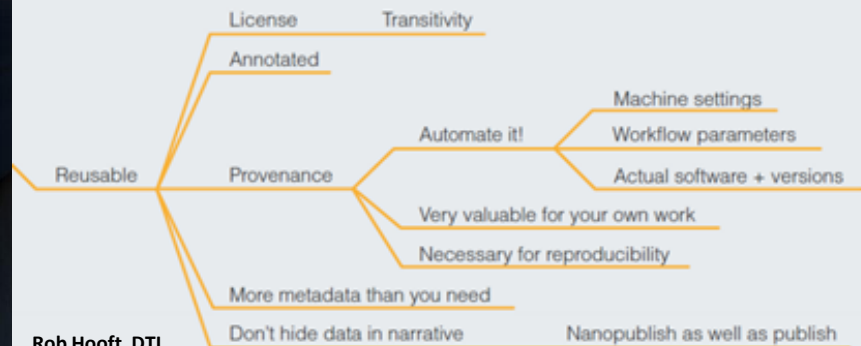 License Transitivity
Annotated
Machine settings
Automate it! Workflow parameters
Reusable Provenance Actual software + versions
Very valuable for your own work
Necessary for reproducibility
More metadata than you need
Don't hide data in narrative Nanopublish as well as publish
Rob Hooft, DTL